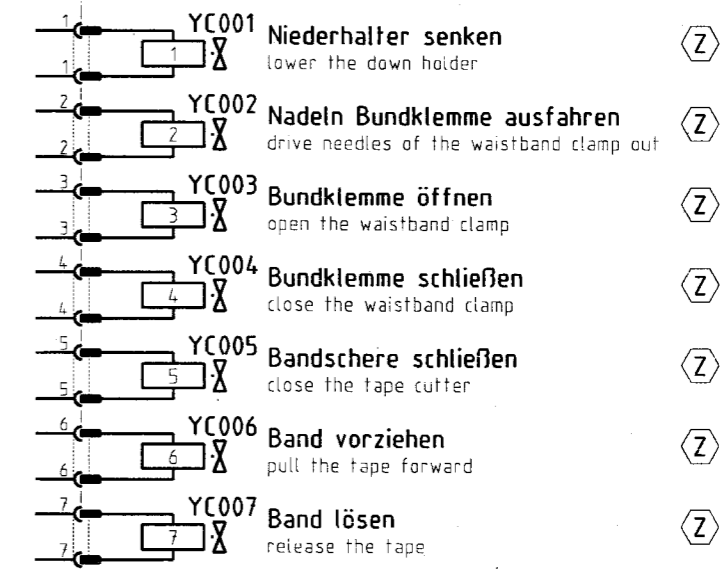 1 YC001 Niederhalter senken Z
1 1 lower the down holder
2 YC002 Nadeln Bundklemme ausfahren Z
2 2 drive needles of the waistband clamp out
3 YC003 Bundklemme öffnen Z
3 3 open the waistband clamp
4 YC004 Bundklemme schließen Z
4 4 close the waistband clamp
5 YC005 Bandschere schließen Z
5 5 close the tape cutter
6 YC006 Band vorziehen Z
6 6 pull the tape forward
7 YC007 Band lösen Z
7 7 release the tape